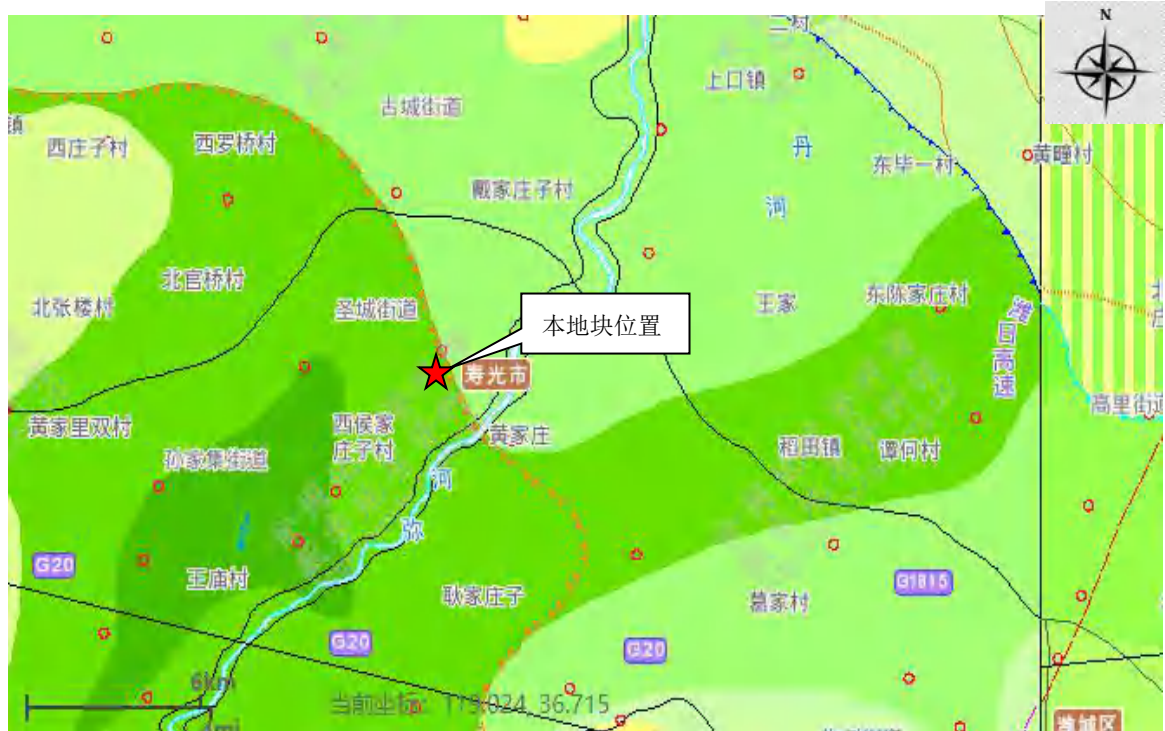 N
三村
上口镇
古城街道
镇
西庄子村
西罗桥村
丹
河
东毕一村
黄疃村
戴家庄子村
北官桥村
北张楼村
圣城街道
王家
东陈家庄村
潍日高速
本地块位置
寿光市
高里街道
黄家里双村
西侯家
庄子村
黄家庄
孙家集街道
稻田镇
谭何村
河
弥
G20
王庙村
耿家庄子
葛家村
G1815
G20
G20
6km
当前坐标: 119.024, 36.715
潍城区